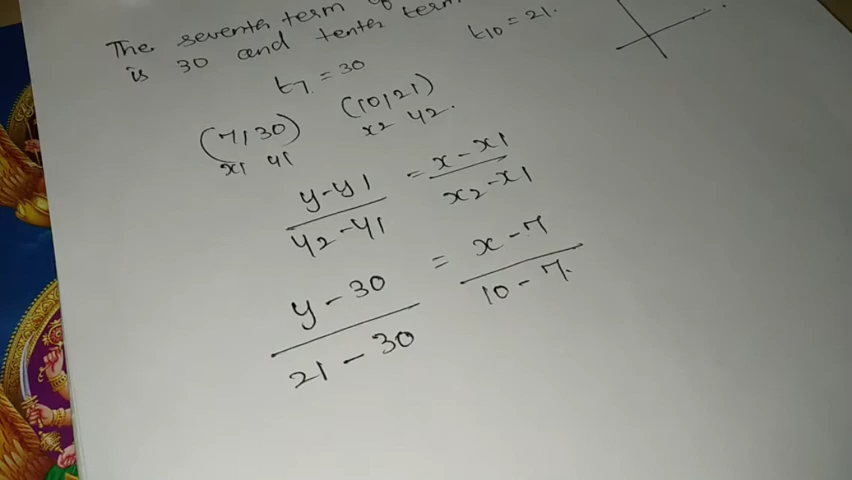 The seventh term
is 30 and tenth term
t7 = 30 t10 = 21.
(7,30) (10,21)
x1 y1 x2 y2.
y-y1 / y2-y1 = x-x1 / x2-x1
y-30 / 21-30 = x-7 / 10-7.